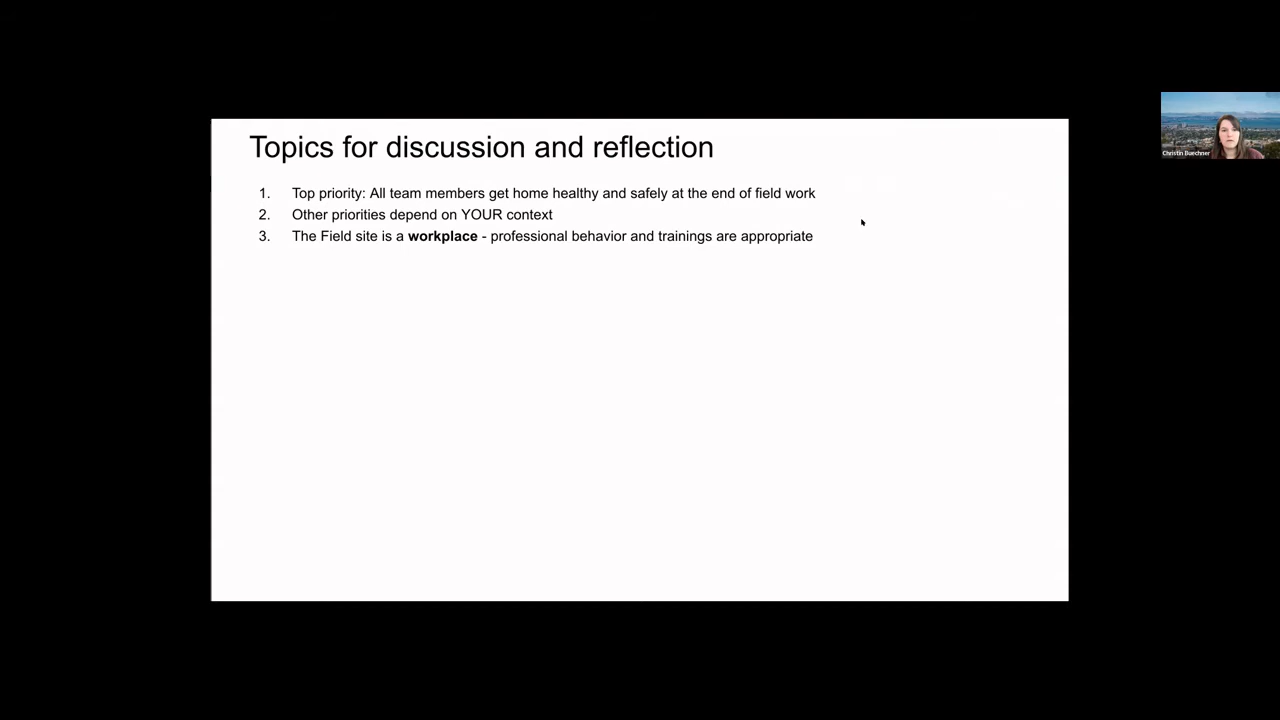 Topics for discussion and reflection
1. Top priority: All team members get home healthy and safely at the end of field work
2. Other priorities depend on YOUR context
3. The Field site is a workplace - professional behavior and trainings are appropriate
Christin Buechner